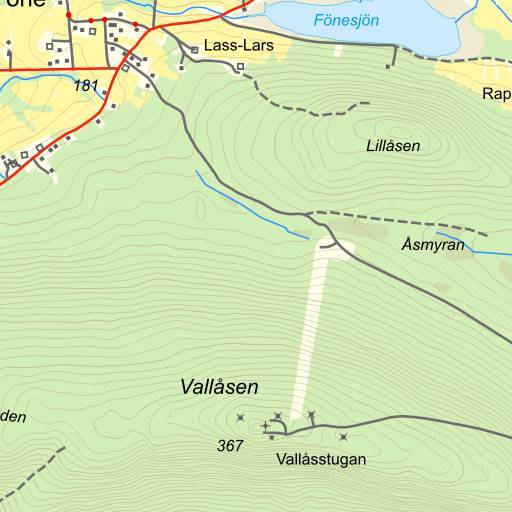 Fönesjön
Lass-Lars
181
Rap
Lillåsen
Åsmyran
Vallåsen
den
367
Vallåsstugan